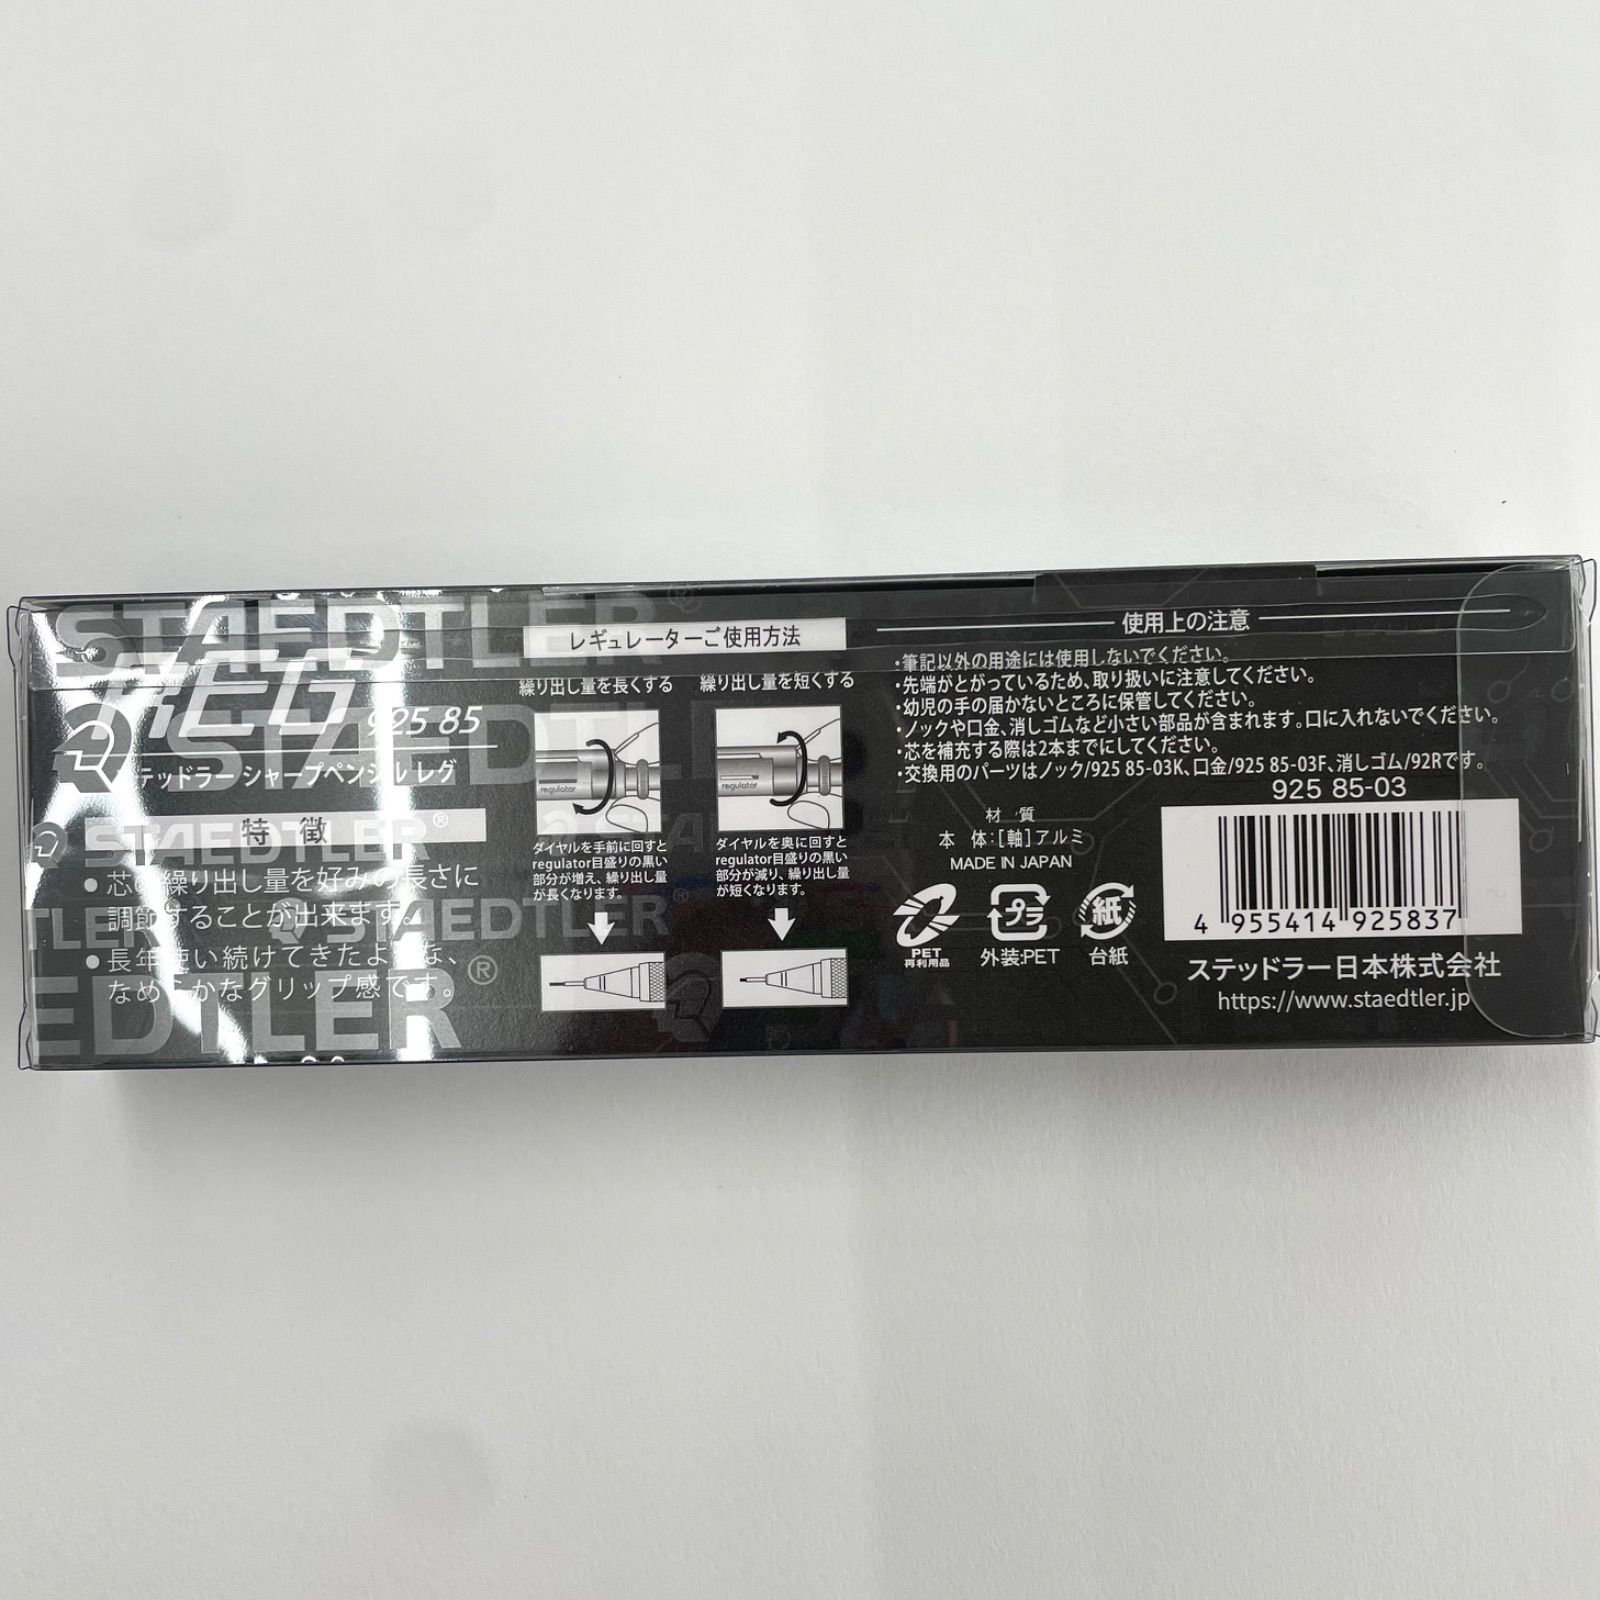 STAEDTLER
REG 925 85
ステッドラー シャープペンシル レグ
特 徴
STAEDTLER®
• 芯の繰り出し量を好みの長さに
調節することが出来ます。
STAEDTLER®
• 長年使い続けてきたような、
なめらかなグリップ感です。
EDTLER®
レギュレーターご使用方法
繰り出し量を長くする
regulator
ダイヤルを手前に回すと
regulator目盛りの黒い
部分が増え、繰り出し量
が長くなります。
繰り出し量を短くする
regulator
ダイヤルを奥に回すと
regulator目盛りの黒い
部分が減り、繰り出し量
が短くなります。
使用上の注意
・筆記以外の用途には使用しないでください。
・先端がとがっているため、取り扱いに注意してください。
・幼児の手の届かないところに保管してください。
・ノックや口金、消しゴムなど小さい部品が含まれます。口に入れないでください。
・芯を補充する際は2本までにしてください。
・交換用のパーツはノック/925 85-03K、口金/925 85-03F、消しゴム/92Rです。
材 質
本 体:[軸]アルミ
MADE IN JAPAN
PET
再利用品
プラ
外装:PET
紙
台紙
925 85-03
4 955414 925837
ステッドラー日本株式会社
https://www.staedtler.jp